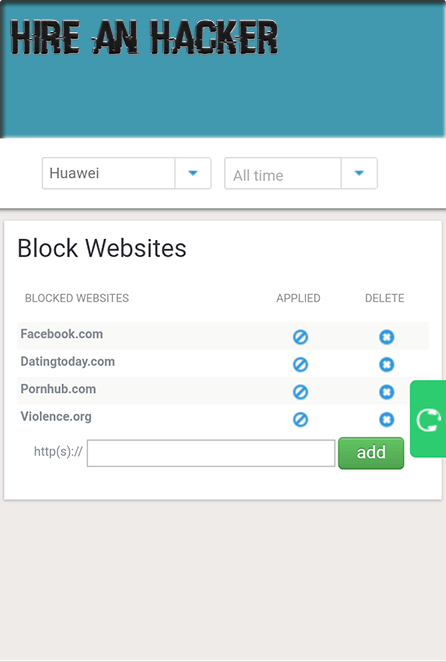 HIRE AN HACKER
Huawei
All time
Block Websites
BLOCKED WEBSITES APPLIED DELETE
Facebook.com
Datingtoday.com
Pornhub.com
Violence.org
http(s):// add